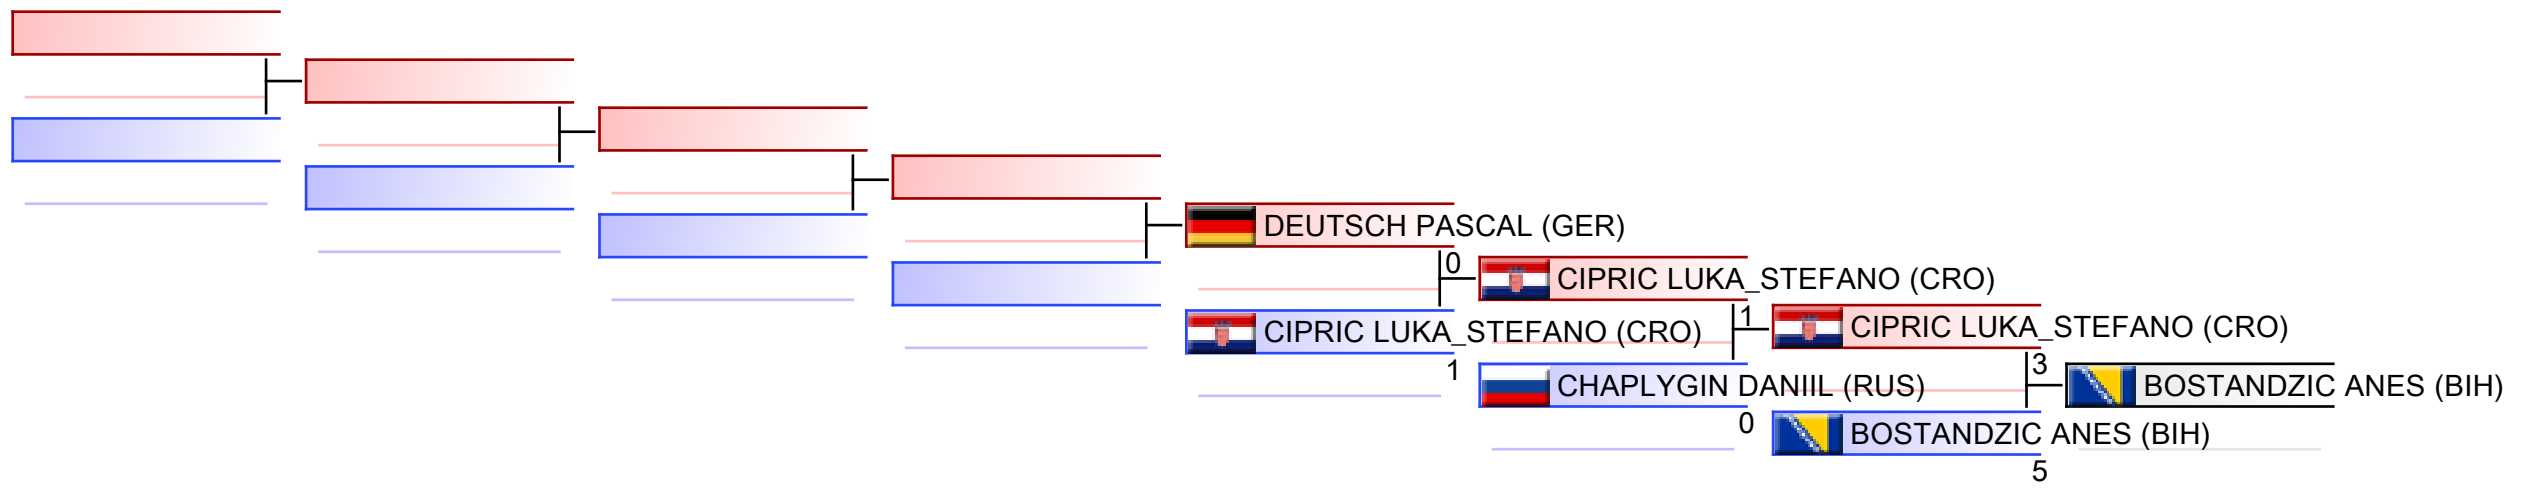 DEUTSCH PASCAL (GER)
0
CIPRIC LUKA_STEFANO (CRO)
CIPRIC LUKA_STEFANO (CRO)
1
1
CIPRIC LUKA_STEFANO (CRO)
CHAPLYGIN DANIIL (RUS)
0
3
BOSTANDZIC ANES (BIH)
BOSTANDZIC ANES (BIH)
5